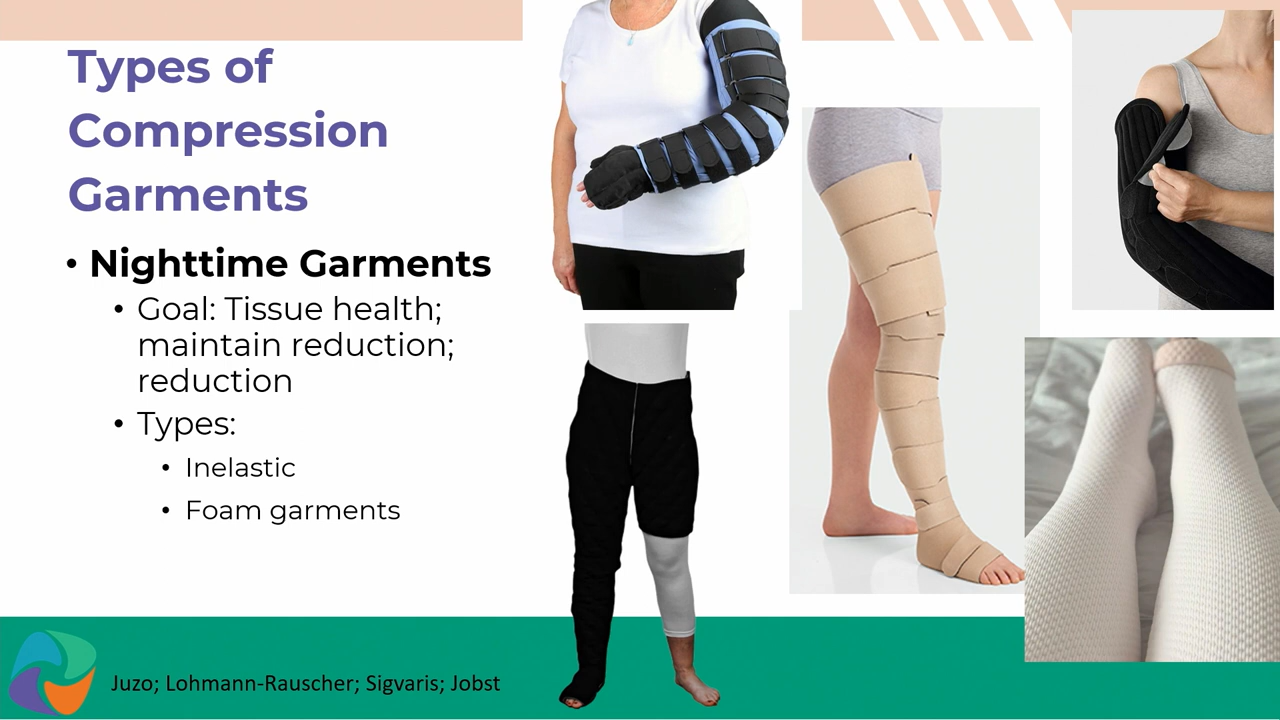 Types of
Compression
Garments
• Nighttime Garments
• Goal: Tissue health;
maintain reduction;
reduction
• Types:
• Inelastic
• Foam garments
Juzo; Lohmann-Rauscher; Sigvaris; Jobst